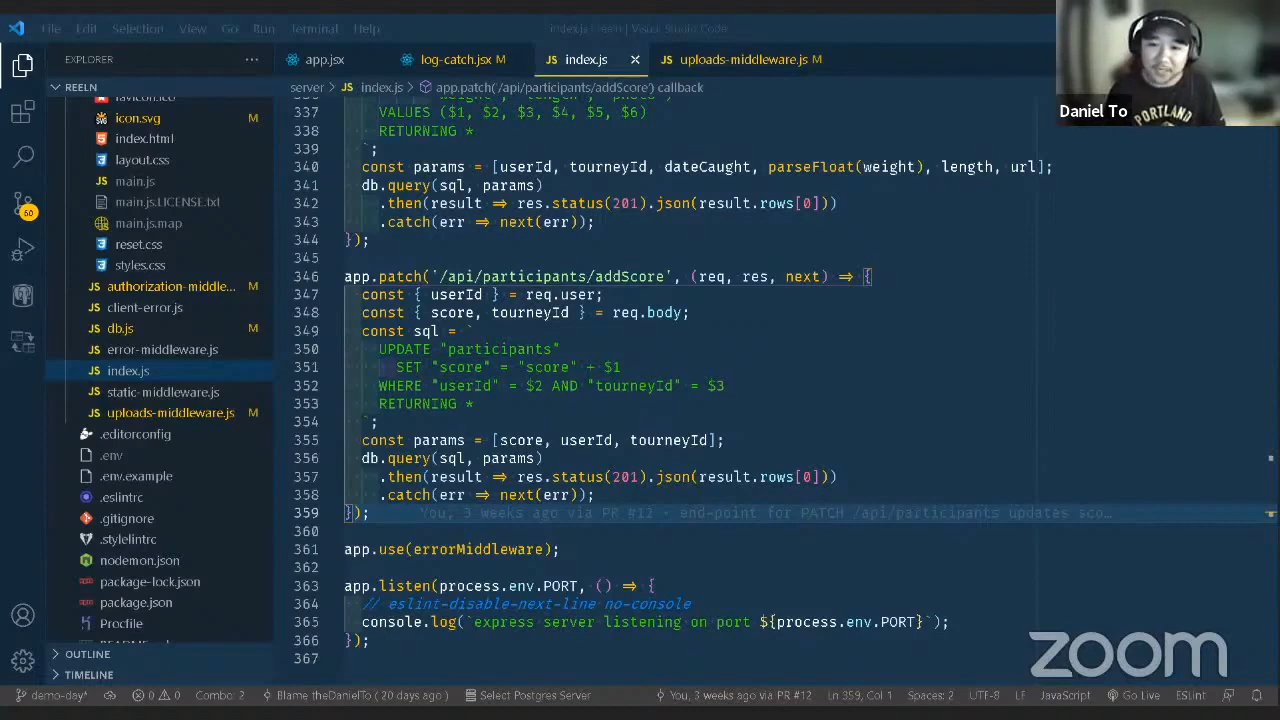 File Edit Selection View Go Run Terminal Help
index.js - reeln - Visual Studio Code
EXPLORER
app.jsx
log-catch.jsx M
JS index.js
JS uploads-middleware.js M
REELN
server > JS index.js > app.patch('/api/participants/addScore') callback
favicon.ico
icon.svg M
index.html
layout.css
main.js
main.js.LICENSE.txt
main.js.map
reset.css
styles.css
authorization-middle... M
client-error.js
db.js M
error-middleware.js
index.js
static-middleware.js
uploads-middleware.js M
.editorconfig
.env
.env.example
.eslintrc
.gitignore
.stylelintrc
nodemon.json
package-lock.json
package.json
Procfile
OUTLINE
TIMELINE
50
337 VALUES ($1, $2, $3, $4, $5, $6)
338 RETURNING *
339 `;
340 const params = [userId, tourneyId, dateCaught, parseFloat(weight), length, url];
341 db.query(sql, params)
342 .then(result => res.status(201).json(result.rows[0]))
343 .catch(err => next(err));
344 });
345
346 app.patch('/api/participants/addScore', (req, res, next) => {
347 const { userId } = req.user;
348 const { score, tourneyId } = req.body;
349 const sql = `
350 UPDATE "participants"
351 SET "score" = "score" + $1
352 WHERE "userId" = $2 AND "tourneyId" = $3
353 RETURNING *
354 `;
355 const params = [score, userId, tourneyId];
356 db.query(sql, params)
357 .then(result => res.status(201).json(result.rows[0]))
358 .catch(err => next(err));
359 }); You, 3 weeks ago via PR #12 • end-point for PATCH /api/participants updates sco...
360
361 app.use(errorMiddleware);
362
363 app.listen(process.env.PORT, () => {
364 // eslint-disable-next-line no-console
365 console.log(`express server listening on port ${process.env.PORT}`);
366 });
367
Daniel To
PORTLAND
zoom
demo-day* 0 0 Combo: 2 Blame theDanielTo ( 20 days ago ) Select Postgres Server You, 3 weeks ago via PR #12 Ln 359, Col 1 Spaces: 2 UTF-8 LF JavaScript Go Live ESLint